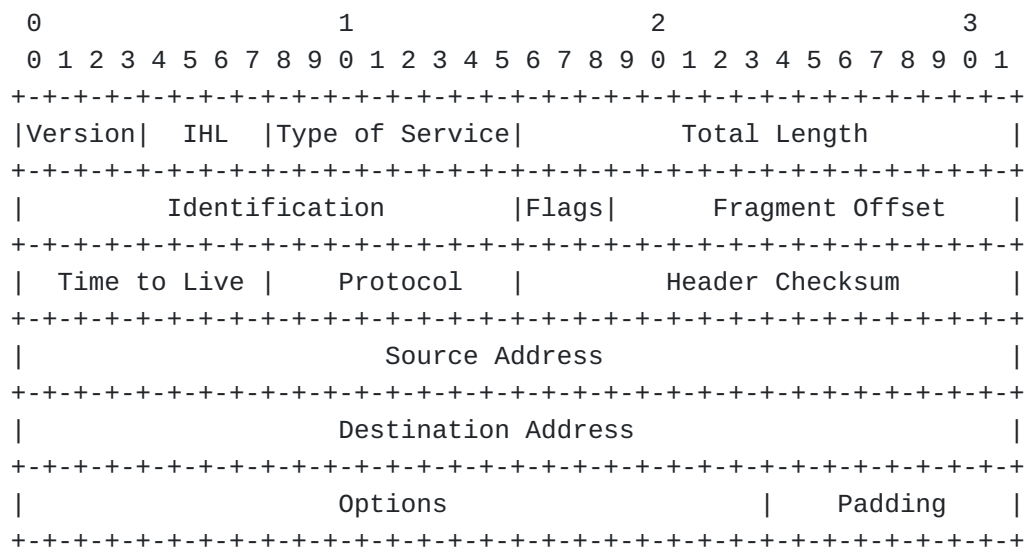 0                   1                   2                   3
 0 1 2 3 4 5 6 7 8 9 0 1 2 3 4 5 6 7 8 9 0 1 2 3 4 5 6 7 8 9 0 1
+-+-+-+-+-+-+-+-+-+-+-+-+-+-+-+-+-+-+-+-+-+-+-+-+-+-+-+-+-+-+-+-+
|Version|  IHL  |Type of Service|          Total Length         |
+-+-+-+-+-+-+-+-+-+-+-+-+-+-+-+-+-+-+-+-+-+-+-+-+-+-+-+-+-+-+-+-+
|         Identification        |Flags|      Fragment Offset    |
+-+-+-+-+-+-+-+-+-+-+-+-+-+-+-+-+-+-+-+-+-+-+-+-+-+-+-+-+-+-+-+-+
|  Time to Live |    Protocol   |         Header Checksum       |
+-+-+-+-+-+-+-+-+-+-+-+-+-+-+-+-+-+-+-+-+-+-+-+-+-+-+-+-+-+-+-+-+
|                       Source Address                          |
+-+-+-+-+-+-+-+-+-+-+-+-+-+-+-+-+-+-+-+-+-+-+-+-+-+-+-+-+-+-+-+-+
|                    Destination Address                        |
+-+-+-+-+-+-+-+-+-+-+-+-+-+-+-+-+-+-+-+-+-+-+-+-+-+-+-+-+-+-+-+-+
|                    Options                    |    Padding    |
+-+-+-+-+-+-+-+-+-+-+-+-+-+-+-+-+-+-+-+-+-+-+-+-+-+-+-+-+-+-+-+-+